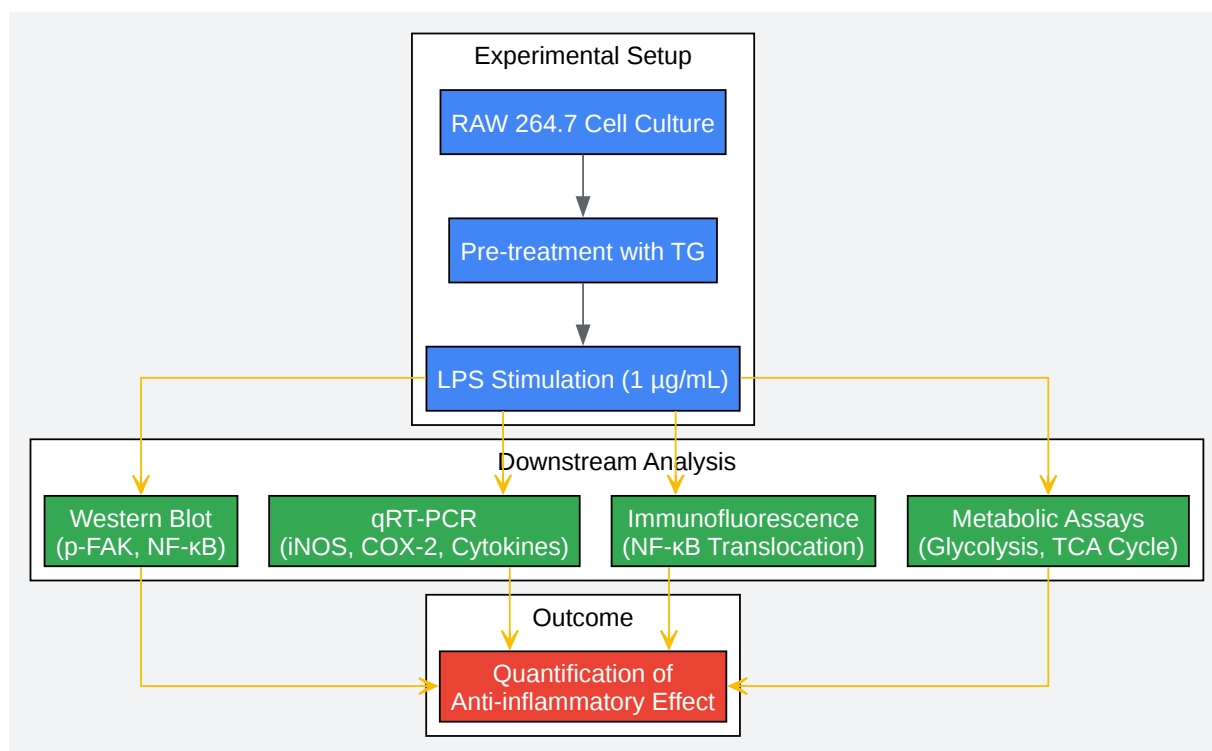 Experimental Setup
RAW 264.7 Cell Culture
Pre-treatment with TG
LPS Stimulation (1 µg/mL)
Downstream Analysis
Western Blot
(p-FAK, NF-κB)
qRT-PCR
(iNOS, COX-2, Cytokines)
Immunofluorescence
(NF-κB Translocation)
Metabolic Assays
(Glycolysis, TCA Cycle)
Outcome
Quantification of
Anti-inflammatory Effect